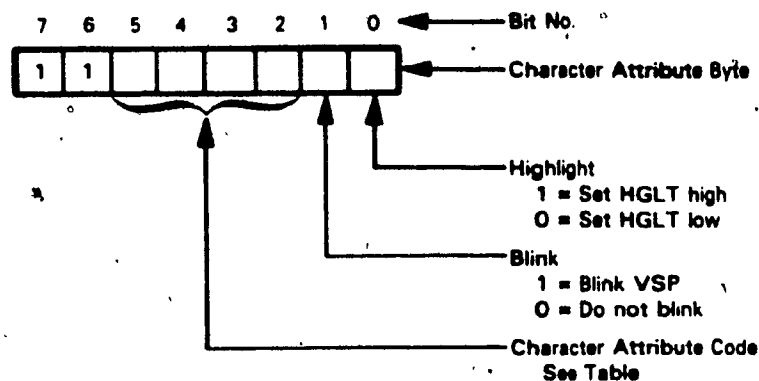 7 6 5 4 3 2 1 0 Bit No.
1 1 Character Attribute Byte
Highlight
1 = Set HGLT high
0 = Set HGLT low
Blink
1 = Blink VSP
0 = Do not blink
Character Attribute Code
See Table